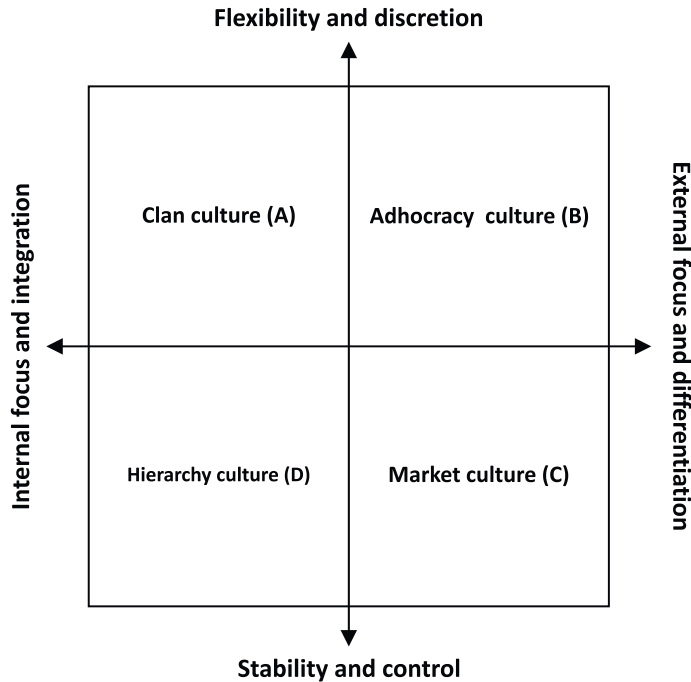 Flexibility and discretion
Clan culture (A)
Adhocracy culture (B)
Internal focus and integration
External focus and differentiation
Hierarchy culture (D)
Market culture (C)
Stability and control